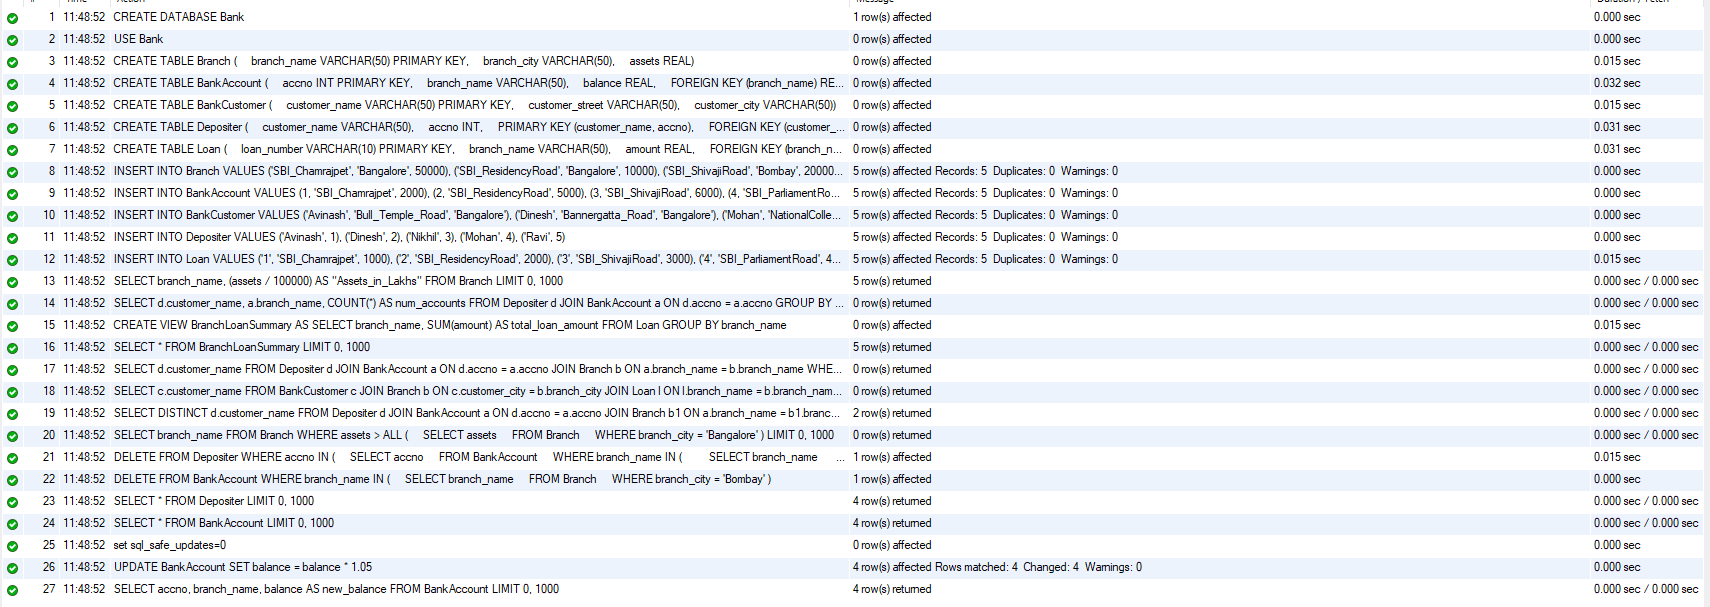 1 11:48:52 CREATE DATABASE Bank 1 row(s) affected 0.000 sec
2 11:48:52 USE Bank 0 row(s) affected 0.000 sec
3 11:48:52 CREATE TABLE Branch ( branch_name VARCHAR(50) PRIMARY KEY, branch_city VARCHAR(50), assets REAL) 0 row(s) affected 0.015 sec
4 11:48:52 CREATE TABLE BankAccount ( accno INT PRIMARY KEY, branch_name VARCHAR(50), balance REAL, FOREIGN KEY (branch_name) RE... 0 row(s) affected 0.032 sec
5 11:48:52 CREATE TABLE BankCustomer ( customer_name VARCHAR(50) PRIMARY KEY, customer_street VARCHAR(50), customer_city VARCHAR(50)) 0 row(s) affected 0.015 sec
6 11:48:52 CREATE TABLE Depositer ( customer_name VARCHAR(50), accno INT, PRIMARY KEY (customer_name, accno), FOREIGN KEY (customer_... 0 row(s) affected 0.031 sec
7 11:48:52 CREATE TABLE Loan ( loan_number VARCHAR(10) PRIMARY KEY, branch_name VARCHAR(50), amount REAL, FOREIGN KEY (branch_n... 0 row(s) affected 0.031 sec
8 11:48:52 INSERT INTO Branch VALUES ('SBI_Chamrajpet', 'Bangalore', 50000), ('SBI_ResidencyRoad', 'Bangalore', 10000), ('SBI_ShivajiRoad', 'Bombay', 20000... 5 row(s) affected Records: 5 Duplicates: 0 Warnings: 0 0.000 sec
9 11:48:52 INSERT INTO BankAccount VALUES (1, 'SBI_Chamrajpet', 2000), (2, 'SBI_ResidencyRoad', 5000), (3, 'SBI_ShivajiRoad', 6000), (4, 'SBI_ParliamentRo... 5 row(s) affected Records: 5 Duplicates: 0 Warnings: 0 0.000 sec
10 11:48:52 INSERT INTO BankCustomer VALUES ('Avinash', 'Bull_Temple_Road', 'Bangalore'), ('Dinesh', 'Bannergatta_Road', 'Bangalore'), ('Mohan', 'NationalColle... 5 row(s) affected Records: 5 Duplicates: 0 Warnings: 0 0.000 sec
11 11:48:52 INSERT INTO Depositer VALUES ('Avinash', 1), ('Dinesh', 2), ('Nikhil', 3), ('Mohan', 4), ('Ravi', 5) 5 row(s) affected Records: 5 Duplicates: 0 Warnings: 0 0.000 sec
12 11:48:52 INSERT INTO Loan VALUES ('1', 'SBI_Chamrajpet', 1000), ('2', 'SBI_ResidencyRoad', 2000), ('3', 'SBI_ShivajiRoad', 3000), ('4', 'SBI_ParliamentRoad', 4... 5 row(s) affected Records: 5 Duplicates: 0 Warnings: 0 0.015 sec
13 11:48:52 SELECT branch_name, (assets / 100000) AS "Assets_in_Lakhs" FROM Branch LIMIT 0, 1000 5 row(s) returned 0.000 sec / 0.000 sec
14 11:48:52 SELECT d.customer_name, a.branch_name, COUNT(*) AS num_accounts FROM Depositer d JOIN BankAccount a ON d.accno = a.accno GROUP BY ... 0 row(s) returned 0.000 sec / 0.000 sec
15 11:48:52 CREATE VIEW BranchLoanSummary AS SELECT branch_name, SUM(amount) AS total_loan_amount FROM Loan GROUP BY branch_name 0 row(s) affected 0.015 sec
16 11:48:52 SELECT * FROM BranchLoanSummary LIMIT 0, 1000 5 row(s) returned 0.000 sec / 0.000 sec
17 11:48:52 SELECT d.customer_name FROM Depositer d JOIN BankAccount a ON d.accno = a.accno JOIN Branch b ON a.branch_name = b.branch_name WHE... 0 row(s) returned 0.000 sec / 0.000 sec
18 11:48:52 SELECT c.customer_name FROM BankCustomer c JOIN Branch b ON c.customer_city = b.branch_city JOIN Loan l ON l.branch_name = b.branch_nam... 0 row(s) returned 0.000 sec / 0.000 sec
19 11:48:52 SELECT DISTINCT d.customer_name FROM Depositer d JOIN BankAccount a ON d.accno = a.accno JOIN Branch b1 ON a.branch_name = b1.branc... 2 row(s) returned 0.000 sec / 0.000 sec
20 11:48:52 SELECT branch_name FROM Branch WHERE assets > ALL ( SELECT assets FROM Branch WHERE branch_city = 'Bangalore' ) LIMIT 0, 1000 0 row(s) returned 0.000 sec / 0.000 sec
21 11:48:52 DELETE FROM Depositer WHERE accno IN ( SELECT accno FROM BankAccount WHERE branch_name IN ( SELECT branch_name ... 1 row(s) affected 0.015 sec
22 11:48:52 DELETE FROM BankAccount WHERE branch_name IN ( SELECT branch_name FROM Branch WHERE branch_city = 'Bombay' ) 1 row(s) affected 0.000 sec
23 11:48:52 SELECT * FROM Depositer LIMIT 0, 1000 4 row(s) returned 0.000 sec / 0.000 sec
24 11:48:52 SELECT * FROM BankAccount LIMIT 0, 1000 4 row(s) returned 0.000 sec / 0.000 sec
25 11:48:52 set sql_safe_updates=0 0 row(s) affected 0.000 sec
26 11:48:52 UPDATE BankAccount SET balance = balance * 1.05 4 row(s) affected Rows matched: 4 Changed: 4 Warnings: 0 0.000 sec
27 11:48:52 SELECT accno, branch_name, balance AS new_balance FROM BankAccount LIMIT 0, 1000 4 row(s) returned 0.000 sec / 0.000 sec